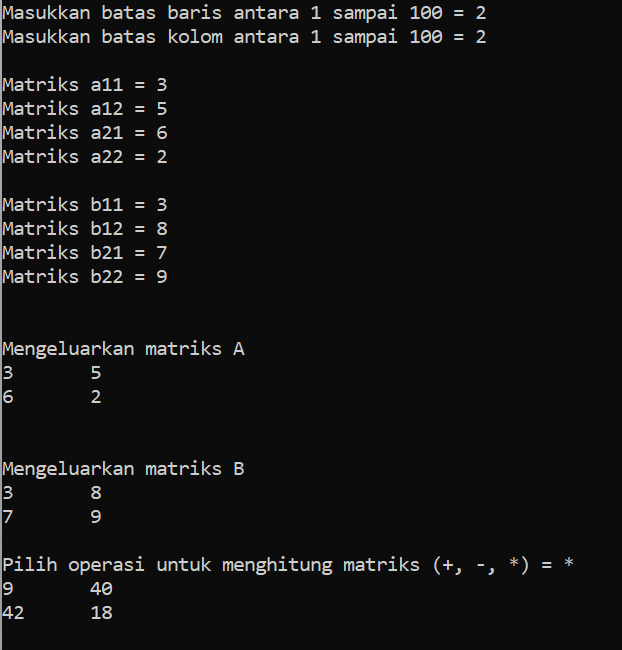 Masukkan batas baris antara 1 sampai 100 = 2
Masukkan batas kolom antara 1 sampai 100 = 2
Matriks a11 = 3
Matriks a12 = 5
Matriks a21 = 6
Matriks a22 = 2
Matriks b11 = 3
Matriks b12 = 8
Matriks b21 = 7
Matriks b22 = 9
Mengeluarkan matriks A
3 5
6 2
Mengeluarkan matriks B
3 8
7 9
Pilih operasi untuk menghitung matriks (+, -, *) = *
9 40
42 18